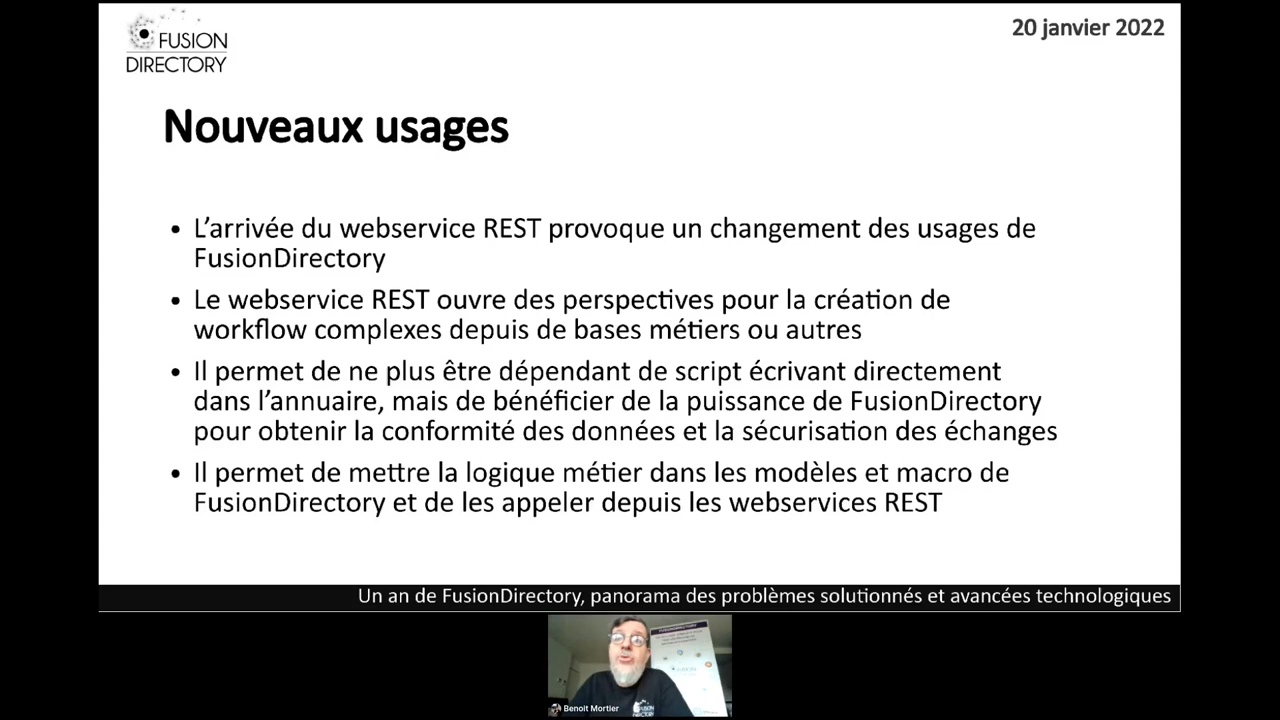 FUSION
DIRECTORY
20 janvier 2022
Nouveaux usages
• L'arrivée du webservice REST provoque un changement des usages de
FusionDirectory
• Le webservice REST ouvre des perspectives pour la création de
workflow complexes depuis de bases métiers ou autres
• Il permet de ne plus être dépendant de script écrivant directement
dans l'annuaire, mais de bénéficier de la puissance de FusionDirectory
pour obtenir la conformité des données et la sécurisation des échanges
• Il permet de mettre la logique métier dans les modèles et macro de
FusionDirectory et de les appeler depuis les webservices REST
Un an de FusionDirectory, panorama des problèmes solutionnés et avancées technologiques
FUSION
FUSION
DIRECTORY
Benoit Mortier